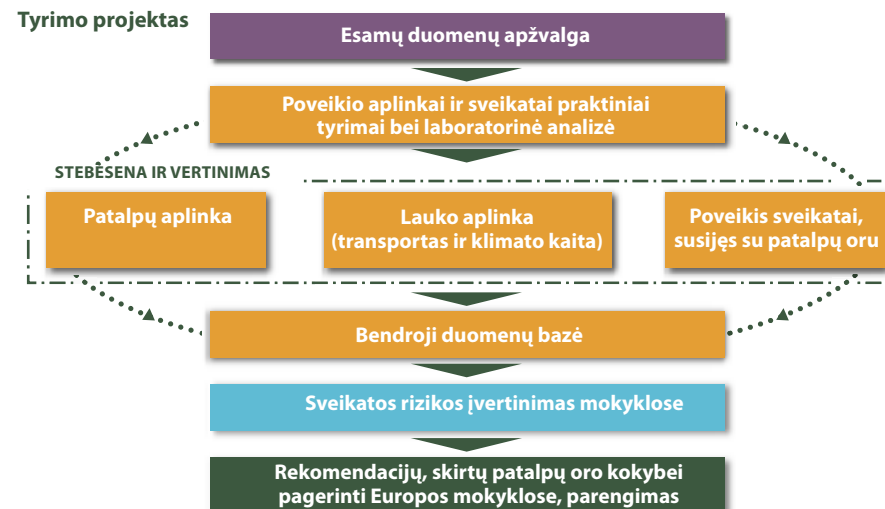 Tyrimo projektas
Esamų duomenų apžvalga
Poveikio aplinkai ir sveikatai praktiniai
tyrimai bei laboratorinė analizė
STEBĖSENA IR VERTINIMAS
Patalpų aplinka
Lauko aplinka
(transportas ir klimato kaita)
Poveikis sveikatai,
susijęs su patalpų oru
Bendroji duomenų bazė
Sveikatos rizikos įvertinimas mokyklose
Rekomendacijų, skirtų patalpų oro kokybei
pagerinti Europos mokyklose, parengimas